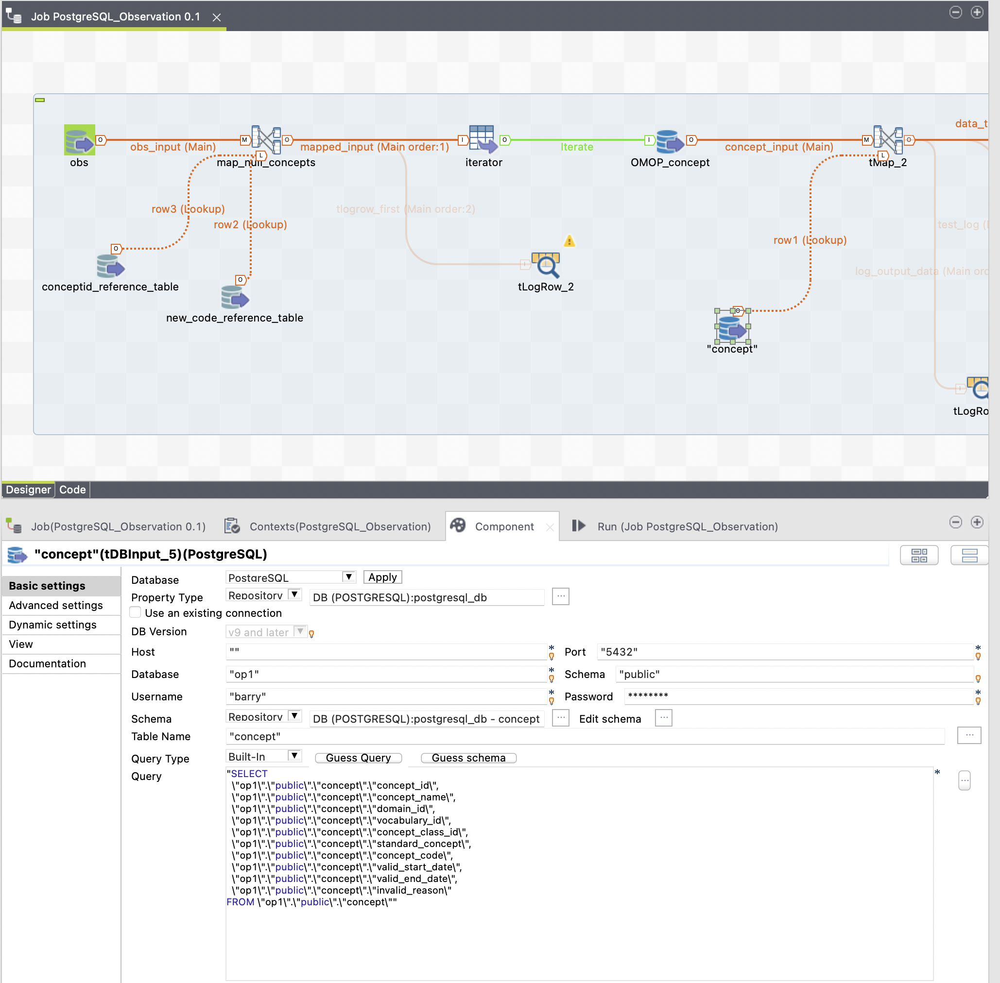 Job PostgreSQL_Observation 0.1
data_t
obs_input (Main)
mapped_input (Main order:1)
Iterate
concept_input (Main)
obs
map_null_concepts
iterator
OMOP_concept
tMap_2
row3 (Lookup)
tlogrow_first (Main order:2)
row2 (Lookup)
test_log (
row1 (Lookup)
log_output_data (Main ord
conceptid_reference_table
tLogRow_2
new_code_reference_table
"concept"
tLogRo
Designer
Code
Job(PostgreSQL_Observation 0.1)
Contexts(PostgreSQL_Observation)
Component
Run (Job PostgreSQL_Observation)
"concept"(tDBInput_5)(PostgreSQL)
Basic settings
Advanced settings
Dynamic settings
View
Documentation
Database PostgreSQL Apply
Property Type Repository DB (POSTGRESQL):postgresql_db ...
Use an existing connection
DB Version v9 and later
Host "" * Port "5432" *
Database "op1" * Schema "public"
Username "barry" * Password ******** *
Schema Repository DB (POSTGRESQL):postgresql_db - concept ... Edit schema ...
Table Name "concept" ...
Query Type Built-In Guess Query Guess schema
Query * ...
"SELECT
\"op1\".\"public\".\"concept\".\"concept_id\",
\"op1\".\"public\".\"concept\".\"concept_name\",
\"op1\".\"public\".\"concept\".\"domain_id\",
\"op1\".\"public\".\"concept\".\"vocabulary_id\",
\"op1\".\"public\".\"concept\".\"concept_class_id\",
\"op1\".\"public\".\"concept\".\"standard_concept\",
\"op1\".\"public\".\"concept\".\"concept_code\",
\"op1\".\"public\".\"concept\".\"valid_start_date\",
\"op1\".\"public\".\"concept\".\"valid_end_date\",
\"op1\".\"public\".\"concept\".\"invalid_reason\"
FROM \"op1\".\"public\".\"concept\""